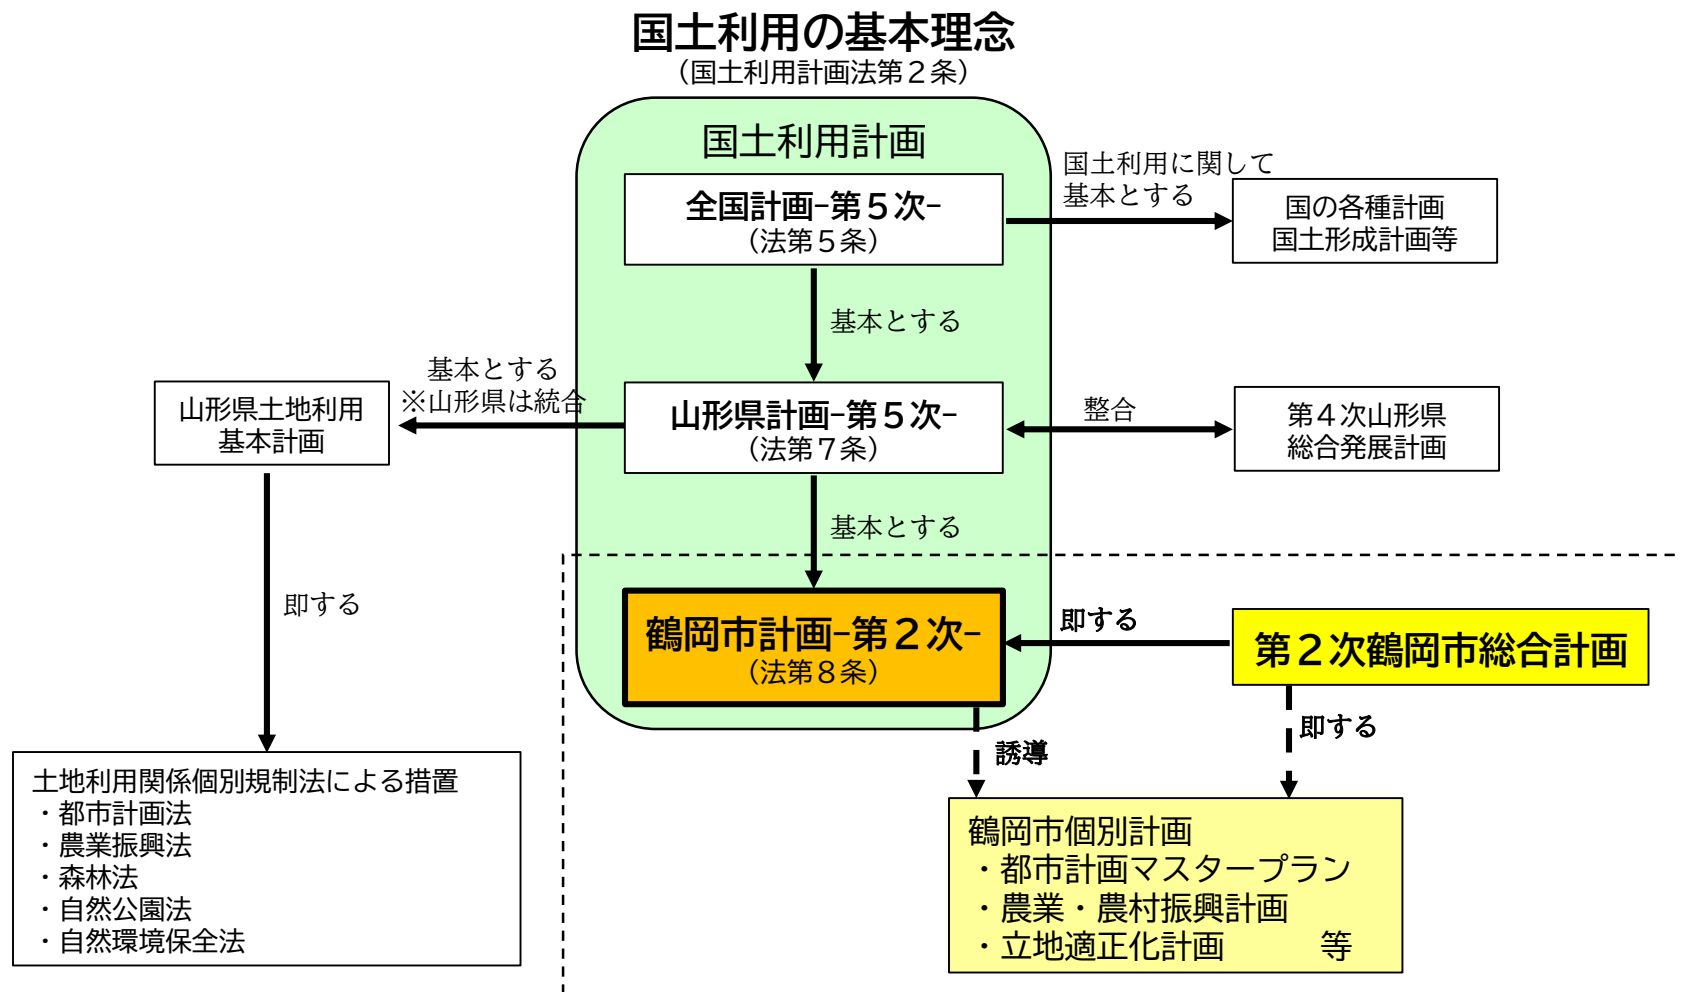 国土利用の基本理念
（国土利用計画法第２条）
国土利用計画
全国計画−第５次−
（法第５条）
国土利用に関して
基本とする
国の各種計画
国土形成計画等
基本とする
基本とする
※山形県は統合
山形県土地利用
基本計画
山形県計画−第５次−
（法第７条）
整合
第４次山形県
総合発展計画
基本とする
即する
鶴岡市計画−第２次−
（法第８条）
即する
第２次鶴岡市総合計画
誘導
即する
土地利用関係個別規制法による措置
・都市計画法
・農業振興法
・森林法
・自然公園法
・自然環境保全法
鶴岡市個別計画
・都市計画マスタープラン
・農業・農村振興計画
・立地適正化計画　　　等